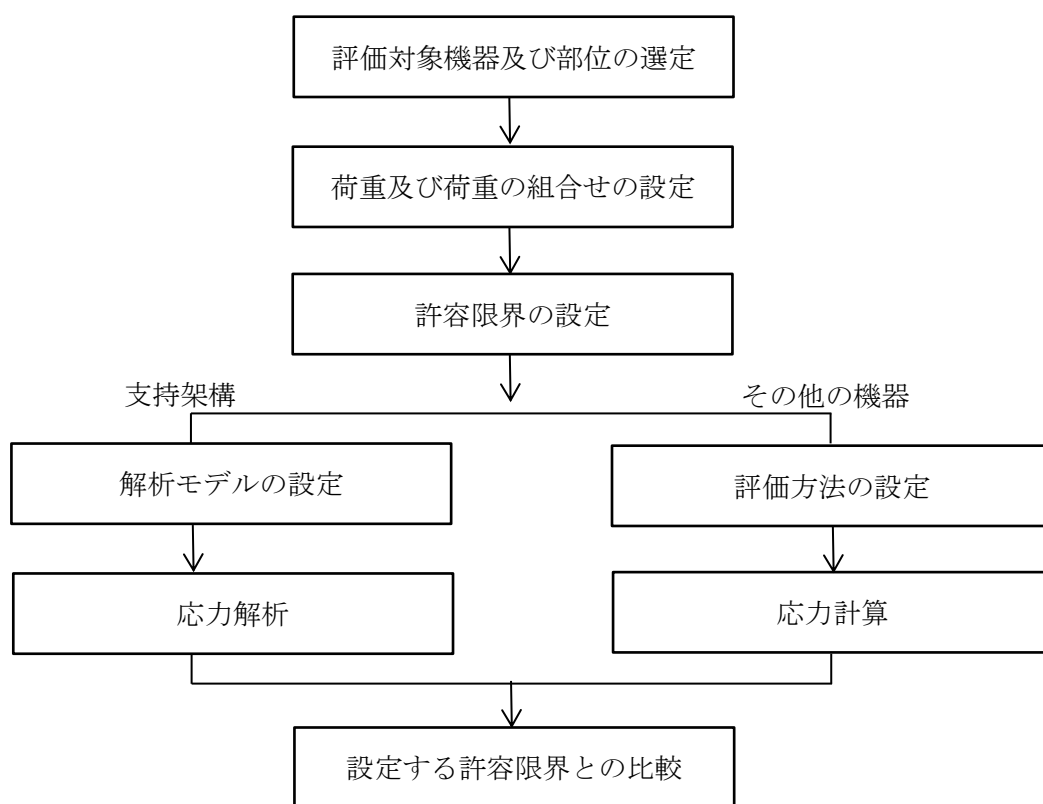 評価対象機器及び部位の選定
荷重及び荷重の組合せの設定
許容限界の設定
支持架構
その他の機器
解析モデルの設定
評価方法の設定
応力解析
応力計算
設定する許容限界との比較